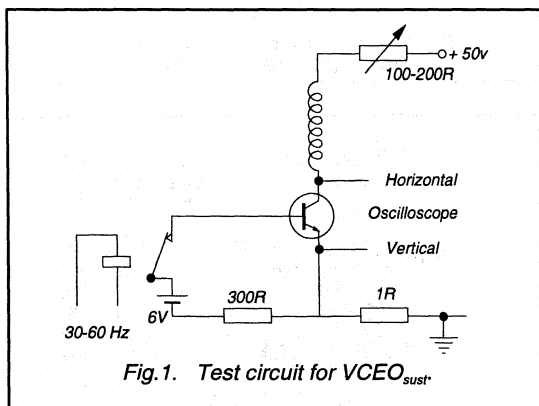 + 50v
100-200R
Horizontal
Oscilloscope
Vertical
300R
1R
6V
30-60 Hz
Fig.1. Test circuit for VCEOsust.